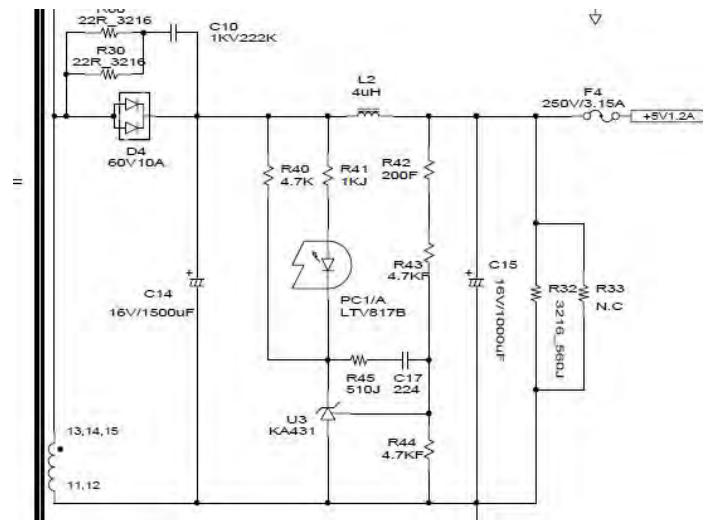 22R_3216
R30
22R_3216
C10
1KV222K
D4
60V10A
L2
4uH
F4
250V/3.15A
+5V1.2A
R40
4.7K
R41
1KJ
R42
200F
R43
4.7KF
C14
16V/1500uF
PC1/A
LTV817B
C15
16V/1000uF
R32
3216_560J
R33
N.C
R45
510J
C17
224
U3
KA431
R44
4.7KF
13,14,15
11,12